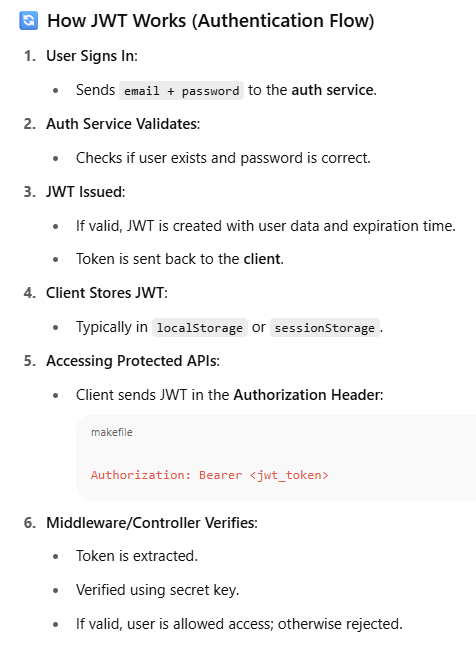 How JWT Works (Authentication Flow)
1. User Signs In:
• Sends email + password to the auth service.
2. Auth Service Validates:
• Checks if user exists and password is correct.
3. JWT Issued:
• If valid, JWT is created with user data and expiration time.
• Token is sent back to the client.
4. Client Stores JWT:
• Typically in localStorage or sessionStorage.
5. Accessing Protected APIs:
• Client sends JWT in the Authorization Header:
makefile
Authorization: Bearer <jwt_token>
6. Middleware/Controller Verifies:
• Token is extracted.
• Verified using secret key.
• If valid, user is allowed access; otherwise rejected.